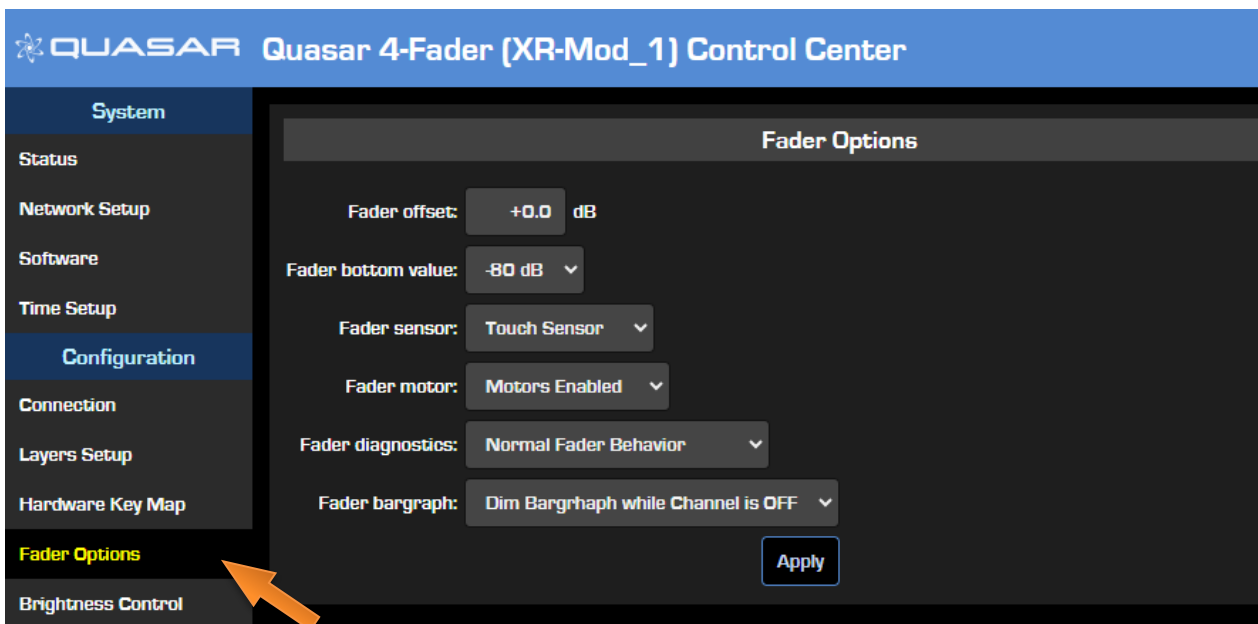 QUASAR Quasar 4-Fader (XR-Mod_1) Control Center
System
Status
Network Setup
Software
Time Setup
Configuration
Connection
Layers Setup
Hardware Key Map
Fader Options
Brightness Control
Fader Options
Fader offset: +0.0 dB
Fader bottom value: -80 dB
Fader sensor: Touch Sensor
Fader motor: Motors Enabled
Fader diagnostics: Normal Fader Behavior
Fader bargraph: Dim Bargrhaph while Channel is OFF
Apply